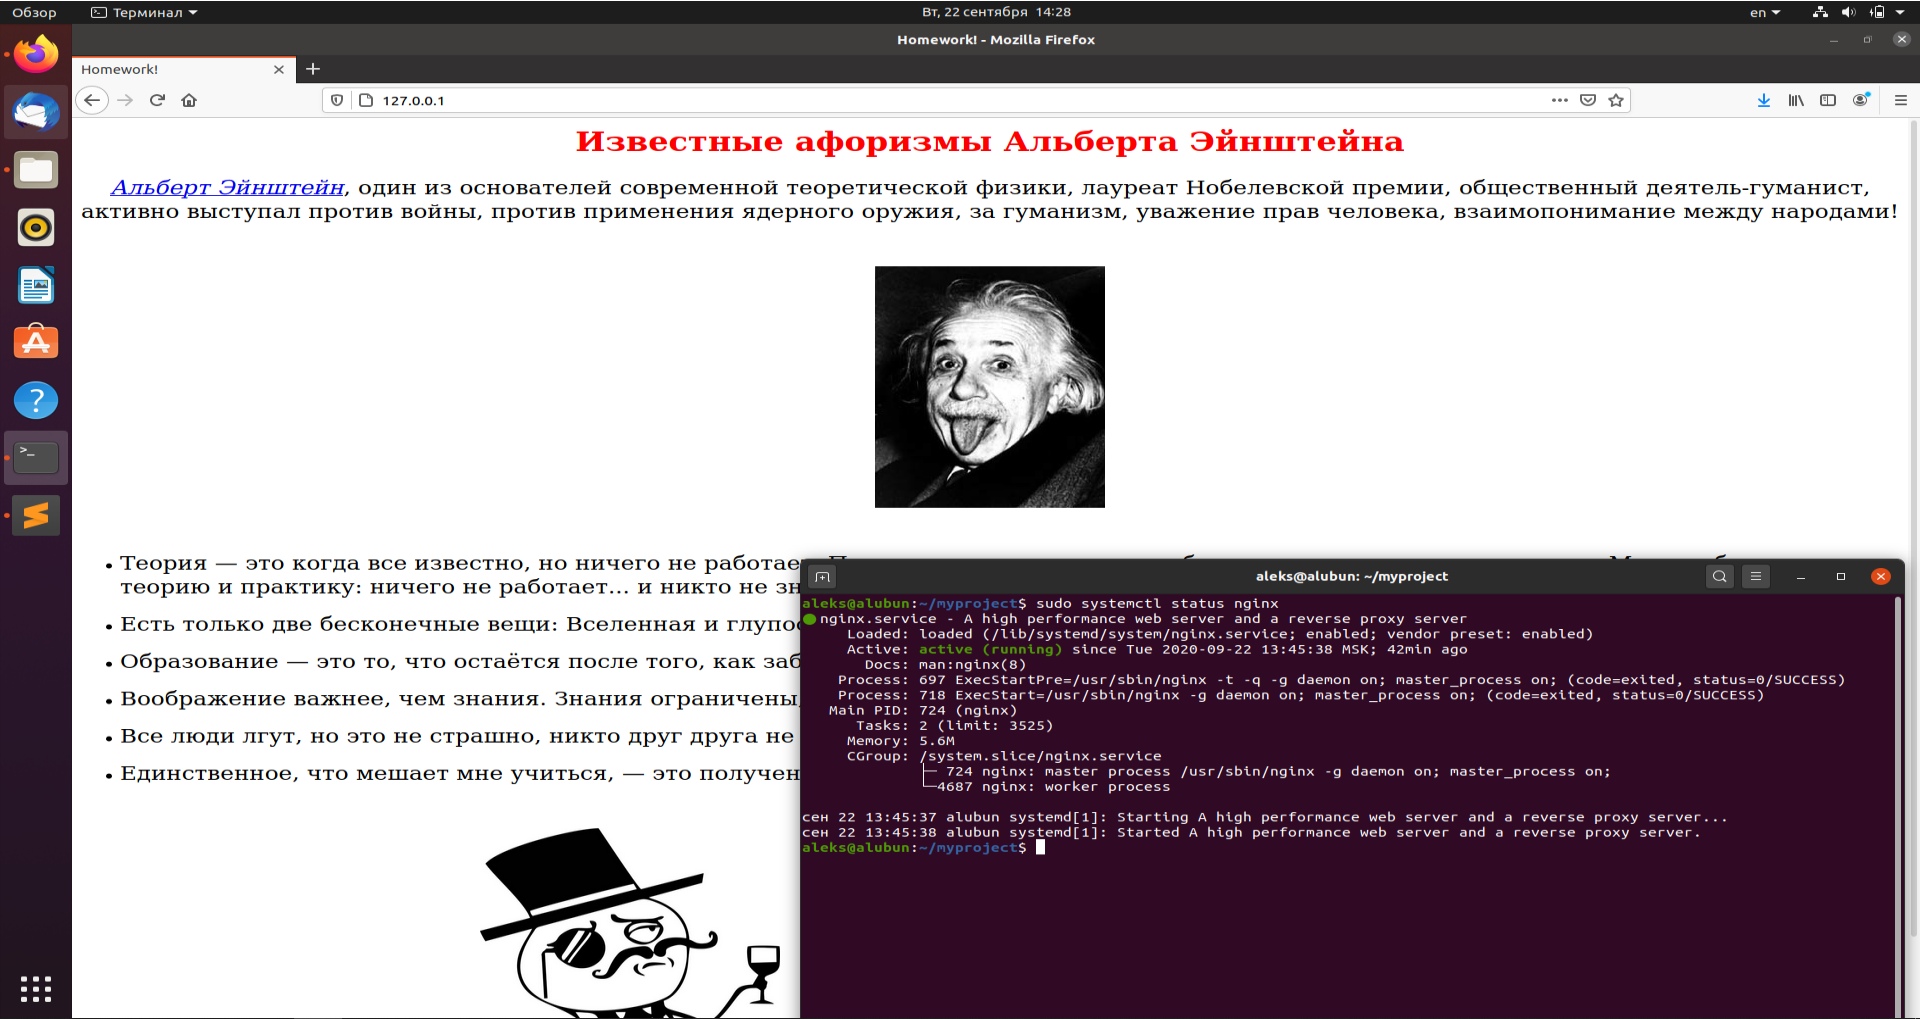 Обзор
Терминал
Вт, 22 сентября 14:28
en
Homework! - Mozilla Firefox
Homework!
127.0.0.1
Известные афоризмы Альберта Эйнштейна
Альберт Эйнштейн, один из основателей современной теоретической физики, лауреат Нобелевской премии, общественный деятель-гуманист,
активно выступал против войны, против применения ядерного оружия, за гуманизм, уважение прав человека, взаимопонимание между народами!
Теория — это когда все известно, но ничего не работае
теорию и практику: ничего не работает... и никто не зн
Есть только две бесконечные вещи: Вселенная и глупос
Образование — это то, что остаётся после того, как заб
Воображение важнее, чем знания. Знания ограничены,
Все люди лгут, но это не страшно, никто друг друга не
Единственное, что мешает мне учиться, — это получен
aleks@alubun: ~/myproject
aleks@alubun:~/myproject$ sudo systemctl status nginx
nginx.service - A high performance web server and a reverse proxy server
Loaded: loaded (/lib/systemd/system/nginx.service; enabled; vendor preset: enabled)
Active: active (running) since Tue 2020-09-22 13:45:38 MSK; 42min ago
Docs: man:nginx(8)
Process: 697 ExecStartPre=/usr/sbin/nginx -t -q -g daemon on; master_process on; (code=exited, status=0/SUCCESS)
Process: 718 ExecStart=/usr/sbin/nginx -g daemon on; master_process on; (code=exited, status=0/SUCCESS)
Main PID: 724 (nginx)
Tasks: 2 (limit: 3525)
Memory: 5.6M
CGroup: /system.slice/nginx.service
├─ 724 nginx: master process /usr/sbin/nginx -g daemon on; master_process on;
└─4687 nginx: worker process
сен 22 13:45:37 alubun systemd[1]: Starting A high performance web server and a reverse proxy server...
сен 22 13:45:38 alubun systemd[1]: Started A high performance web server and a reverse proxy server.
aleks@alubun:~/myproject$